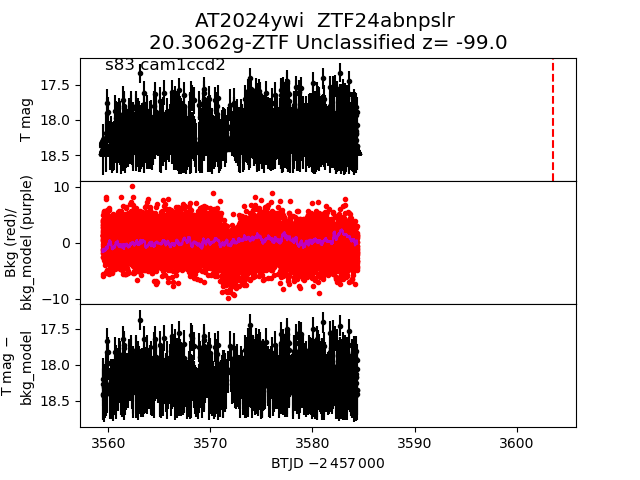 AT2024ywi  ZTF24abnpslr
20.3062g-ZTF Unclassified z= -99.0
s83 cam1ccd2
17.5
18.0
18.5
T mag
10
0
−10
Bkg (red)/
bkg_model (purple)
17.5
18.0
18.5
T mag −
bkg_model
3560 3570 3580 3590 3600
BTJD −2 457 000